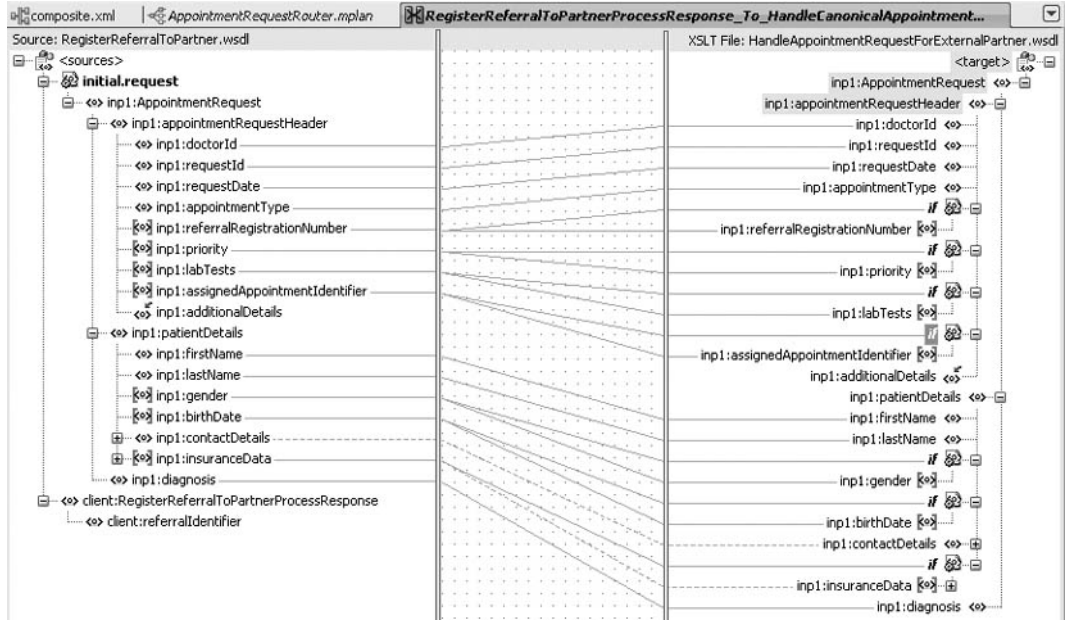 composite.xml AppointmentRequestRouter.mplan RegisterReferralToPartnerProcessResponse_To_HandleCanonicalAppointment...
Source: RegisterReferralToPartner.wsdl XSLT File: HandleAppointmentRequestForExternalPartner.wsdl
<sources> <target>
initial.request inp1:AppointmentRequest
inp1:AppointmentRequest inp1:appointmentRequestHeader
inp1:appointmentRequestHeader inp1:doctorId
inp1:doctorId inp1:requestId
inp1:requestId inp1:requestDate
inp1:requestDate inp1:appointmentType
inp1:appointmentType if
inp1:referralRegistrationNumber inp1:referralRegistrationNumber
inp1:priority if
inp1:labTests inp1:priority
inp1:assignedAppointmentIdentifier if
inp1:additionalDetails inp1:labTests
inp1:patientDetails if
inp1:firstName inp1:assignedAppointmentIdentifier
inp1:lastName inp1:additionalDetails
inp1:gender inp1:patientDetails
inp1:birthDate inp1:firstName
inp1:contactDetails inp1:lastName
inp1:insuranceData if
inp1:diagnosis inp1:gender
client:RegisterReferralToPartnerProcessResponse if
client:referralIdentifier inp1:birthDate
inp1:contactDetails
if
inp1:insuranceData
inp1:diagnosis